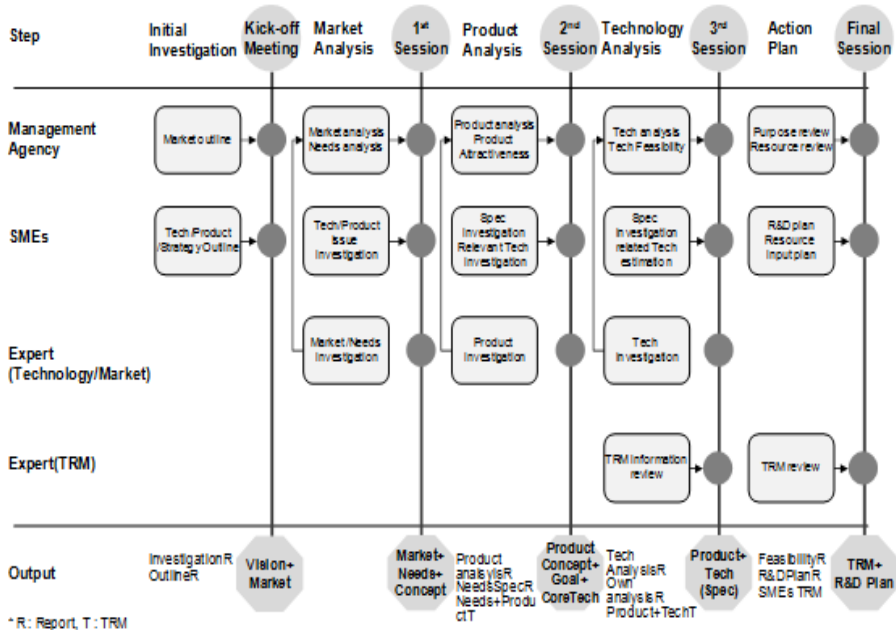 Step
Initial
Investigation
Kick-off
Meeting
Market
Analysis
1st
Session
Product
Analysis
2nd
Session
Technology
Analysis
3rd
Session
Action
Plan
Final
Session
Management
Agency
Market outline
Market analysis
Needs analysis
Product analysis
Product
Attractiveness
Tech analysis
Tech Feasibility
Purpose review
Resource review
SMEs
Tech/Product
/Strategy Outline
Tech/Product
Issue
Investigation
Spec
Investigation
Relevant Tech
Investigation
Spec
Investigation
related Tech
estimation
R&D plan
Resource
Input plan
Expert
(Technology/Market)
Market/Needs
Investigation
Product
Investigation
Tech
Investigation
Expert(TRM)
TRM Information
review
TRM review
Output
InvestigationR
OutlineR
Vision+
Market
Market+
Needs+
Concept
Product
analsyisR
NeedsSpecR
Needs+Produ
ctT
Product
Concept+
Goal+
CoreTech
Tech
AnalysisR
Own
analysisR
Product+TechT
Product+
Tech
(Spec)
FeasibilityR
R&DPlanR
SMEs TRM
TRM+
R&D Plan
* R : Report, T : TRM